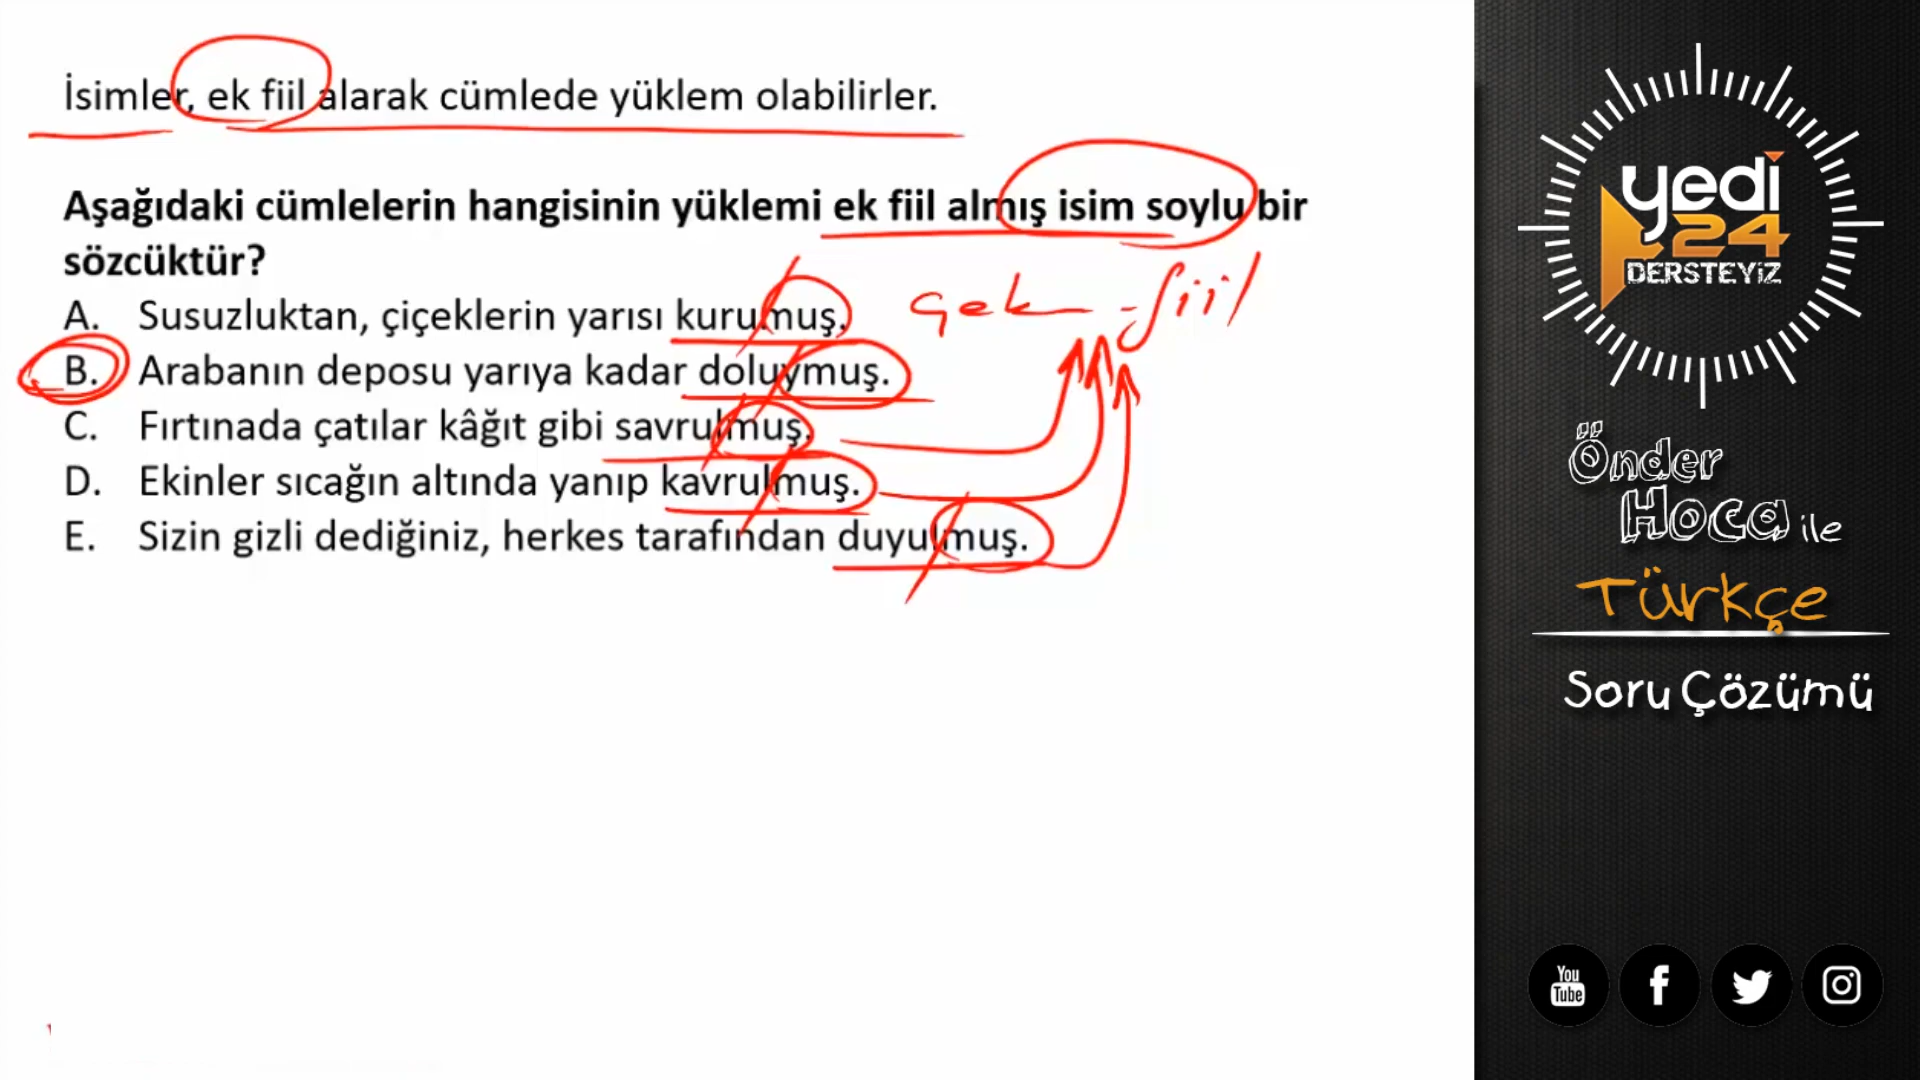 İsimler, ek fiil alarak cümlede yüklem olabilirler.
Aşağıdaki cümlelerin hangisinin yüklemi ek fiil almış isim soylu bir
sözcüktür?
A. Susuzluktan, çiçeklerin yarısı kurumuş.
çek - fiil
B. Arabanın deposu yarıya kadar doluymuş.
C. Fırtınada çatılar kâğıt gibi savrulmuş.
D. Ekinler sıcağın altında yanıp kavrulmuş.
E. Sizin gizli dediğiniz, herkes tarafından duyulmuş.
yedi
24
DERSTEYİZ
Önder
Hoca ile
Türkçe
Soru Çözümü
You
Tube